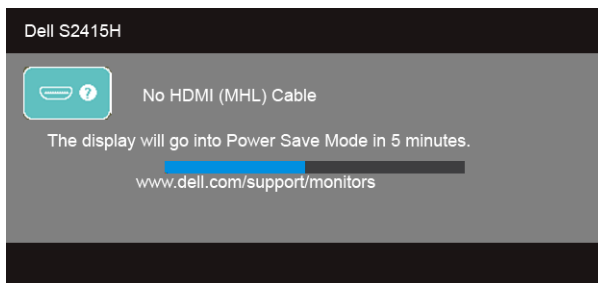 Dell S2415H
?
No HDMI (MHL) Cable
The display will go into Power Save Mode in 5 minutes.
www.dell.com/support/monitors